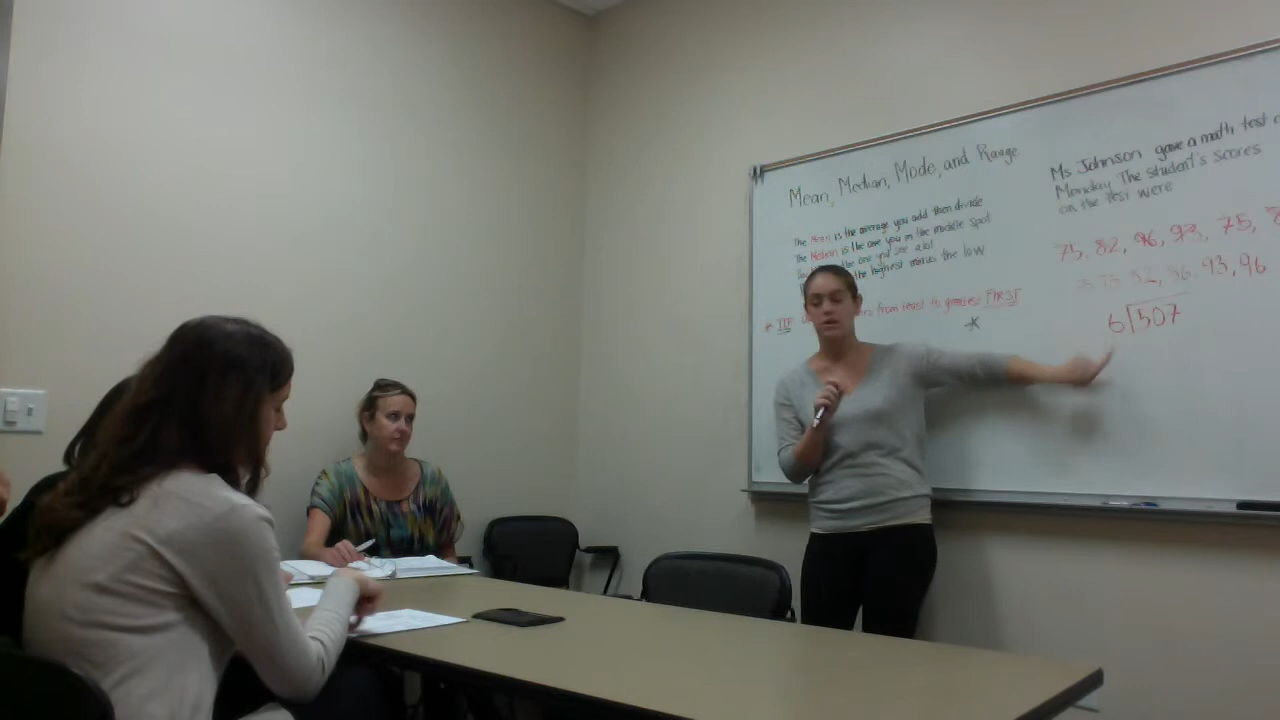 Mean, Median, Mode, and Range
The Mean is the average you add then divide
The Median is the one you in the middle spot
the one you see a lot
the highest minus the low
* TIP from least to greatest FIRST
Ms Johnson gave a math test
Monday The student's scores
on the test were
75, 82, 96, 93, 75,
75, 82, 96, 93, 96
6 507